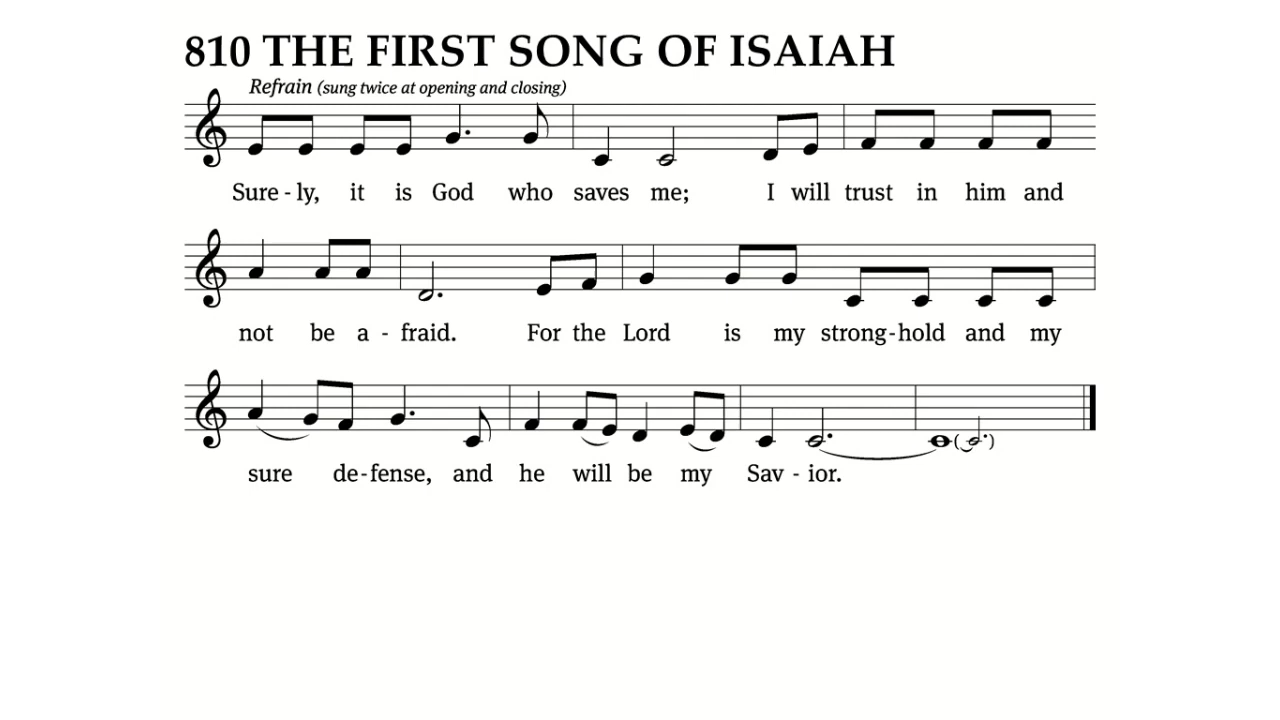 810 THE FIRST SONG OF ISAIAH
Refrain (sung twice at opening and closing)
Sure - ly, it is God who saves me; I will trust in him and
not be a - fraid. For the Lord is my strong - hold and my
sure de - fense, and he will be my Sav - ior.